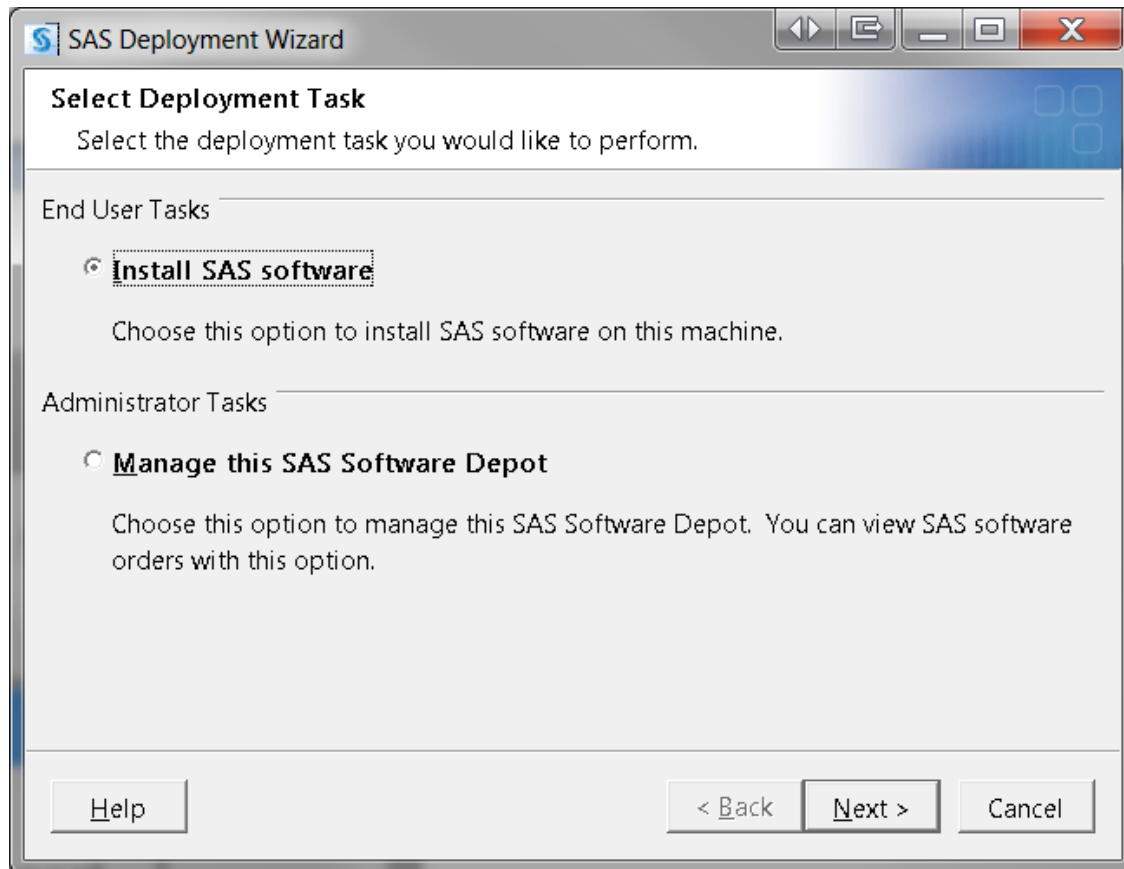 SAS Deployment Wizard
Select Deployment Task
Select the deployment task you would like to perform.
End User Tasks
Install SAS software
Choose this option to install SAS software on this machine.
Administrator Tasks
Manage this SAS Software Depot
Choose this option to manage this SAS Software Depot.  You can view SAS software
orders with this option.
Help
< Back
Next >
Cancel